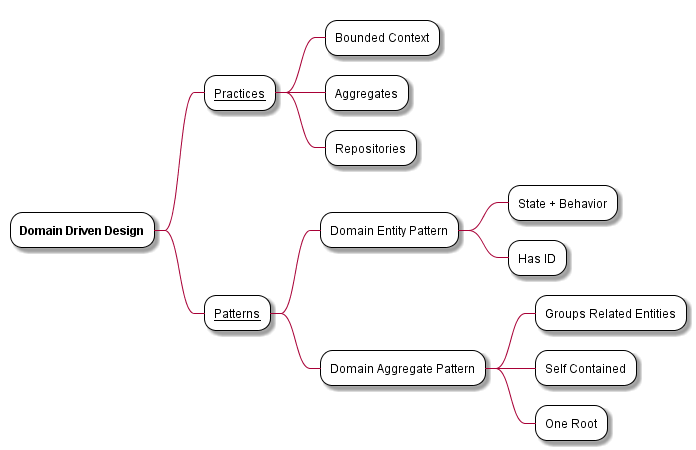 Domain Driven Design
Practices
Bounded Context
Aggregates
Repositories
Patterns
Domain Entity Pattern
State + Behavior
Has ID
Domain Aggregate Pattern
Groups Related Entities
Self Contained
One Root